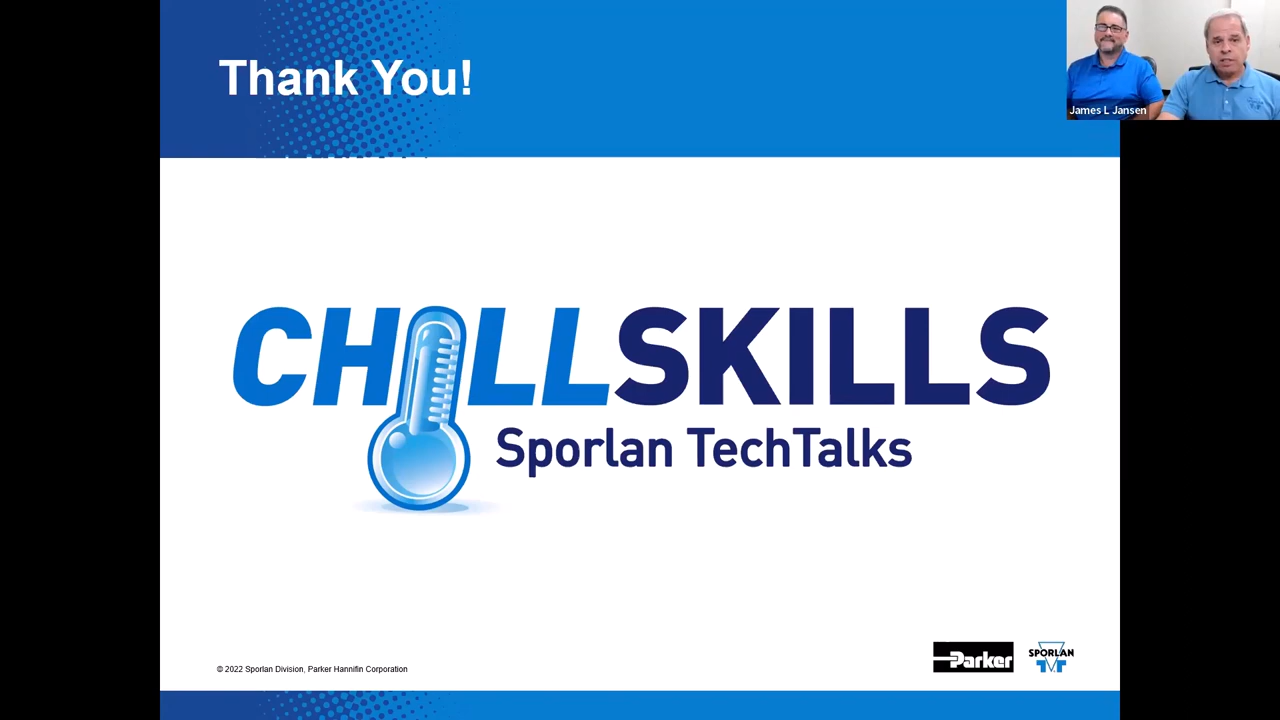 Thank You!
James L Jansen
CHILLSKILLS
Sporlan TechTalks
© 2022 Sporlan Division, Parker Hannifin Corporation
Parker
SPORLAN